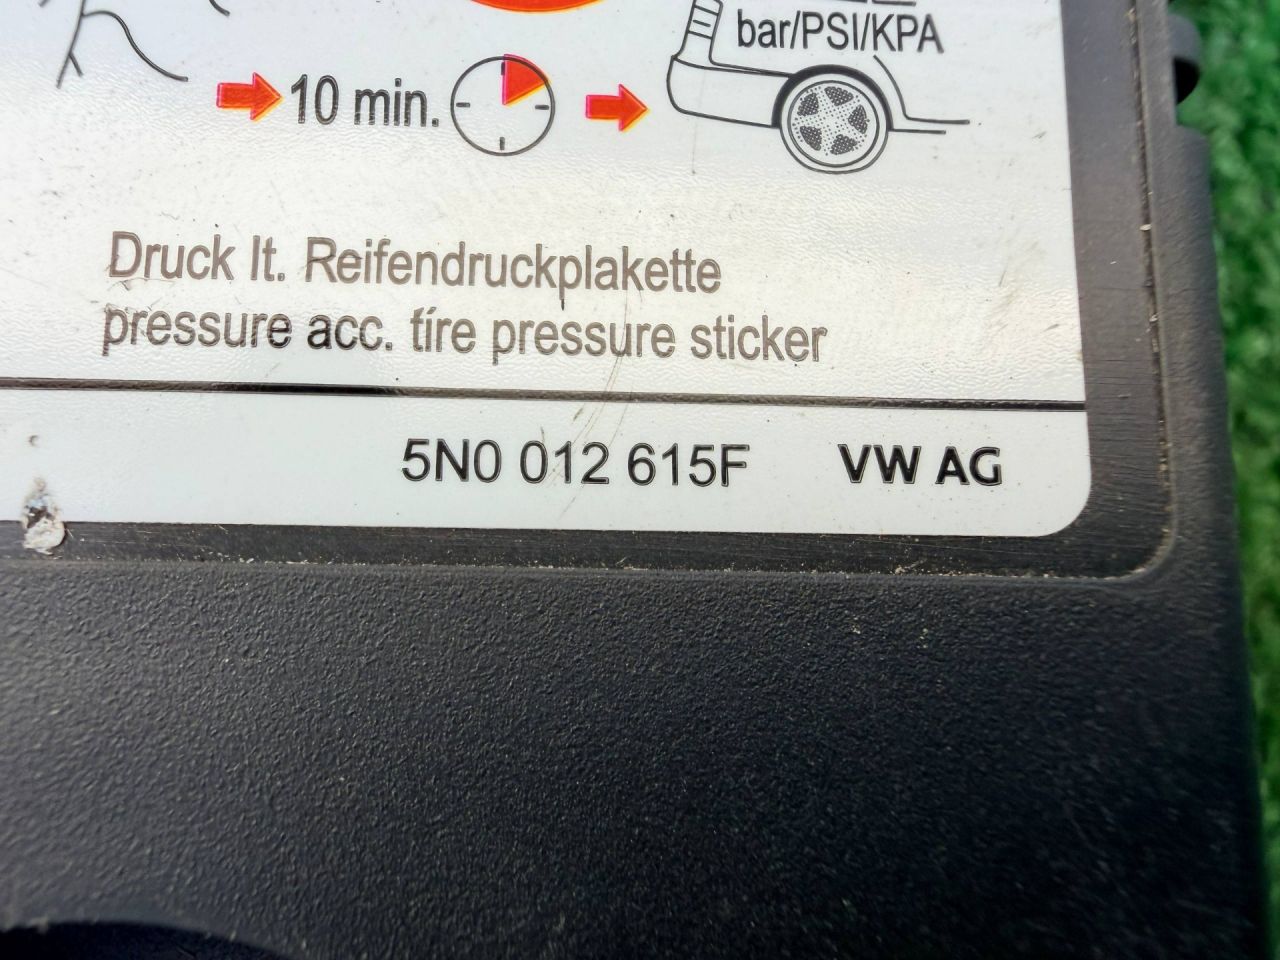 bar/PSI/KPA
10 min.
Druck lt. Reifendruckplakette
pressure acc. tire pressure sticker
5N0 012 615F VW AG